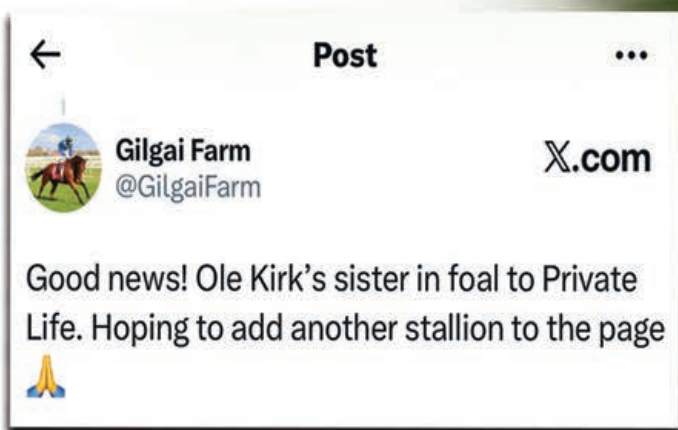 ← Post •••
Gilgai Farm
@GilgaiFarm
𝕏.com
Good news! Ole Kirk's sister in foal to Private
Life. Hoping to add another stallion to the page
🙏